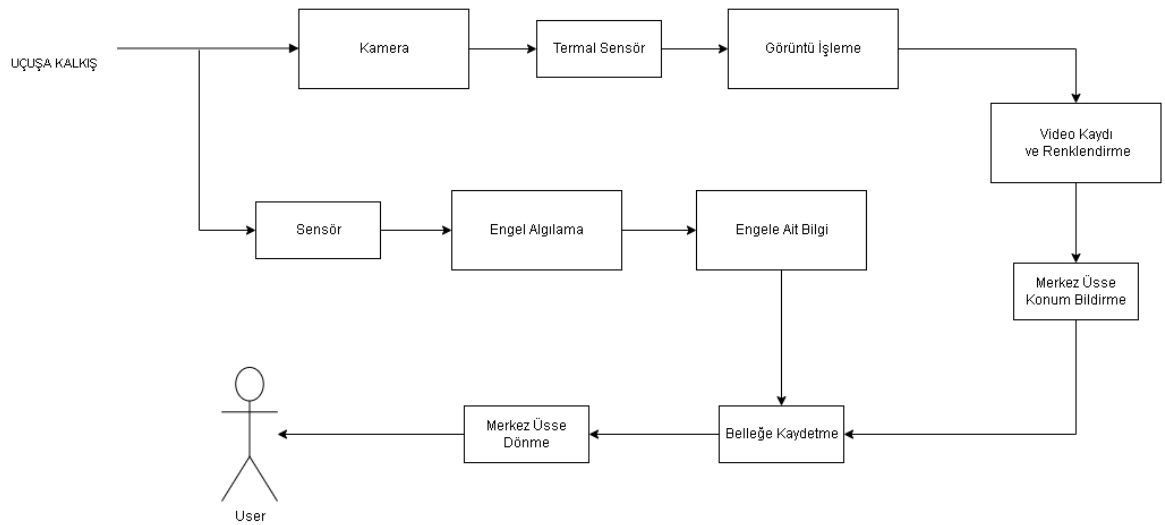 UÇUŞA KALKIŞ
Kamera
Termal Sensör
Görüntü İşleme
Video Kaydı
ve Renklendirme
Sensör
Engel Algılama
Engele Ait Bilgi
Merkez Üsse
Konum Bildirme
Merkez Üsse
Dönme
Belleğe Kaydetme
User